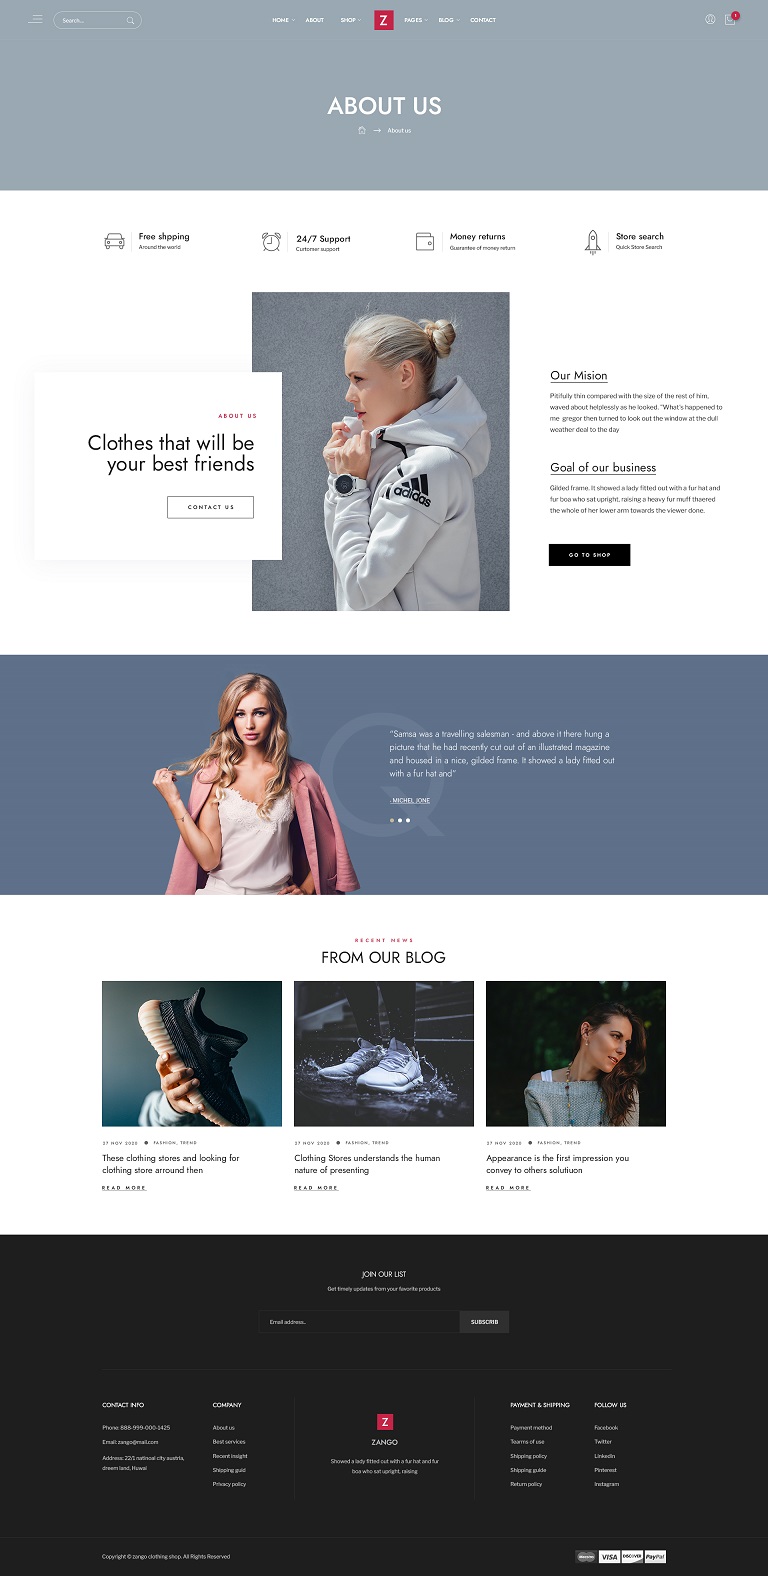 Search...
HOME
ABOUT
SHOP
Z
PAGES
BLOG
CONTACT
1
ABOUT US
About us
Free shpping
Around the world
24/7 Support
Curtomer support
Money returns
Guarantee of money return
Store search
Quick Store Search
ABOUT US
Clothes that will be
your best friends
CONTACT US
adidas
Our Mision
Pitifully thin compared with the size of the rest of him,
waved about helplessly as he looked. "What's happened to
me gregor then turned to look out the window at the dull
weather deal to the day
Goal of our business
Gilded frame. It showed a lady fitted out with a fur hat and
fur boa who sat upright, raising a heavy fur muff thaered
the whole of her lower arm towards the viewer done.
GO TO SHOP
Q
"Samsa was a travelling salesman - and above it there hung a
picture that he had recently cut out of an illustrated magazine
and housed in a nice, gilded frame. It showed a lady fitted out
with a fur hat and"
- MICHEL JONE
RECENT NEWS
FROM OUR BLOG
27 NOV 2020 FASHION, TREND
These clothing stores and looking for
clothing store arround then
READ MORE
27 NOV 2020 FASHION, TREND
Clothing Stores understands the human
nature of presenting
READ MORE
27 NOV 2020 FASHION, TREND
Appearance is the first impression you
convey to others solutiuon
READ MORE
JOIN OUR LIST
Get timely updates from your favorite products
Email address..
SUBSCRIB
CONTACT INFO
Phone: 888-999-000-1425
Email: zango@mail.com
Address: 22/1 natinoal city austria,
dreem land, Huwai
COMPANY
About us
Best services
Recent insight
Shipping guid
Privacy policy
Z
ZANGO
Showed a lady fitted out with a fur hat and fur
boa who sat upright, raising
PAYMENT & SHIPPING
Payment method
Tearms of use
Shipping policy
Shipping guide
Return policy
FOLLOW US
Facebook
Twitter
Linkedin
Pinterest
Instagram
Copyright © zango clothing shop. All Rights Reserved
VISA
DISCOVER
PayPal